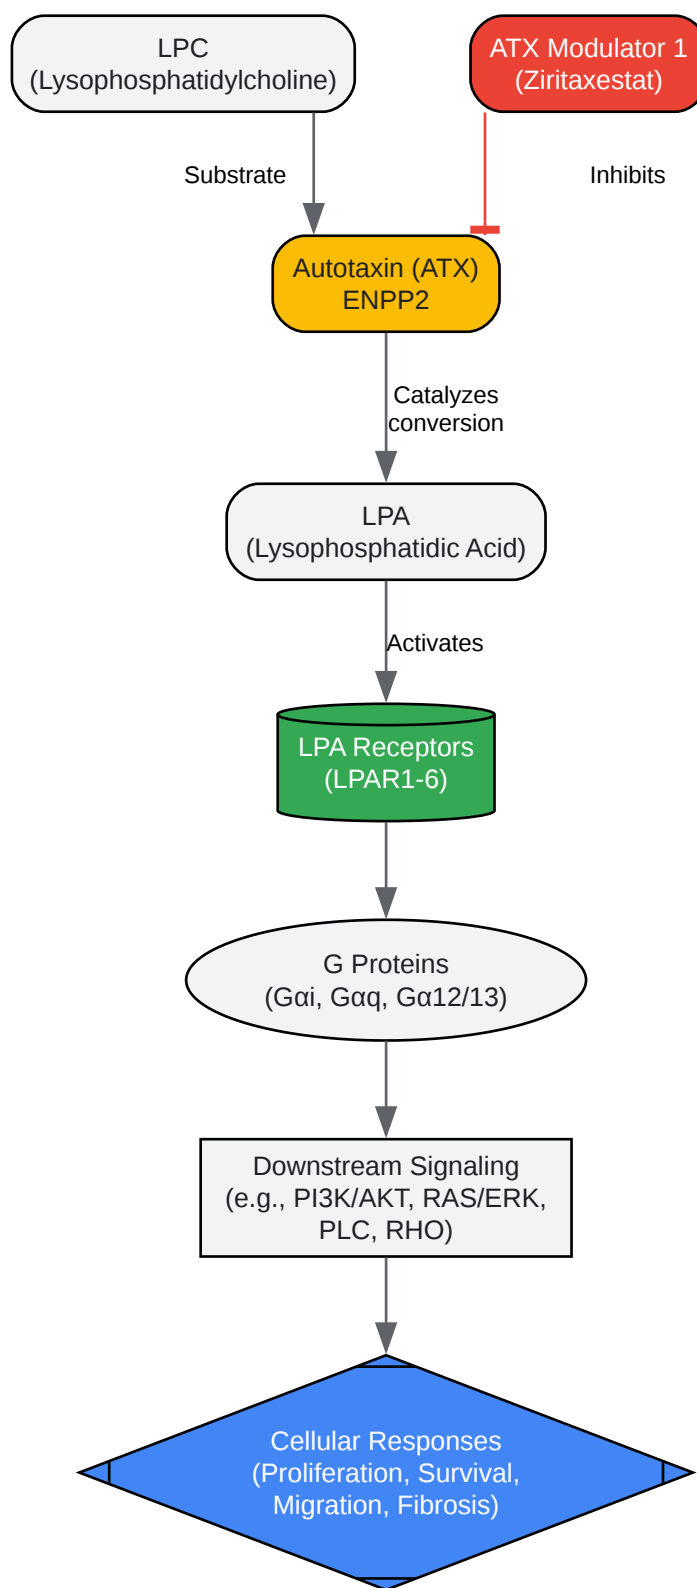 LPC
(Lysophosphatidylcholine)
ATX Modulator 1
(Ziritaxestat)
Substrate
Inhibits
Autotaxin (ATX)
ENPP2
Catalyzes
conversion
LPA
(Lysophosphatidic Acid)
Activates
LPA Receptors
(LPAR1-6)
G Proteins
(Gαi, Gαq, Gα12/13)
Downstream Signaling
(e.g., PI3K/AKT, RAS/ERK,
PLC, RHO)
Cellular Responses
(Proliferation, Survival,
Migration, Fibrosis)